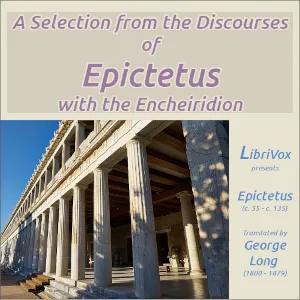 A Selection from the Discourses
of
Epictetus
with the Encheiridion
LibriVox
presents
Epictetus
(c. 55 - c. 135)
Translated by
George
Long
(1800 - 1879)